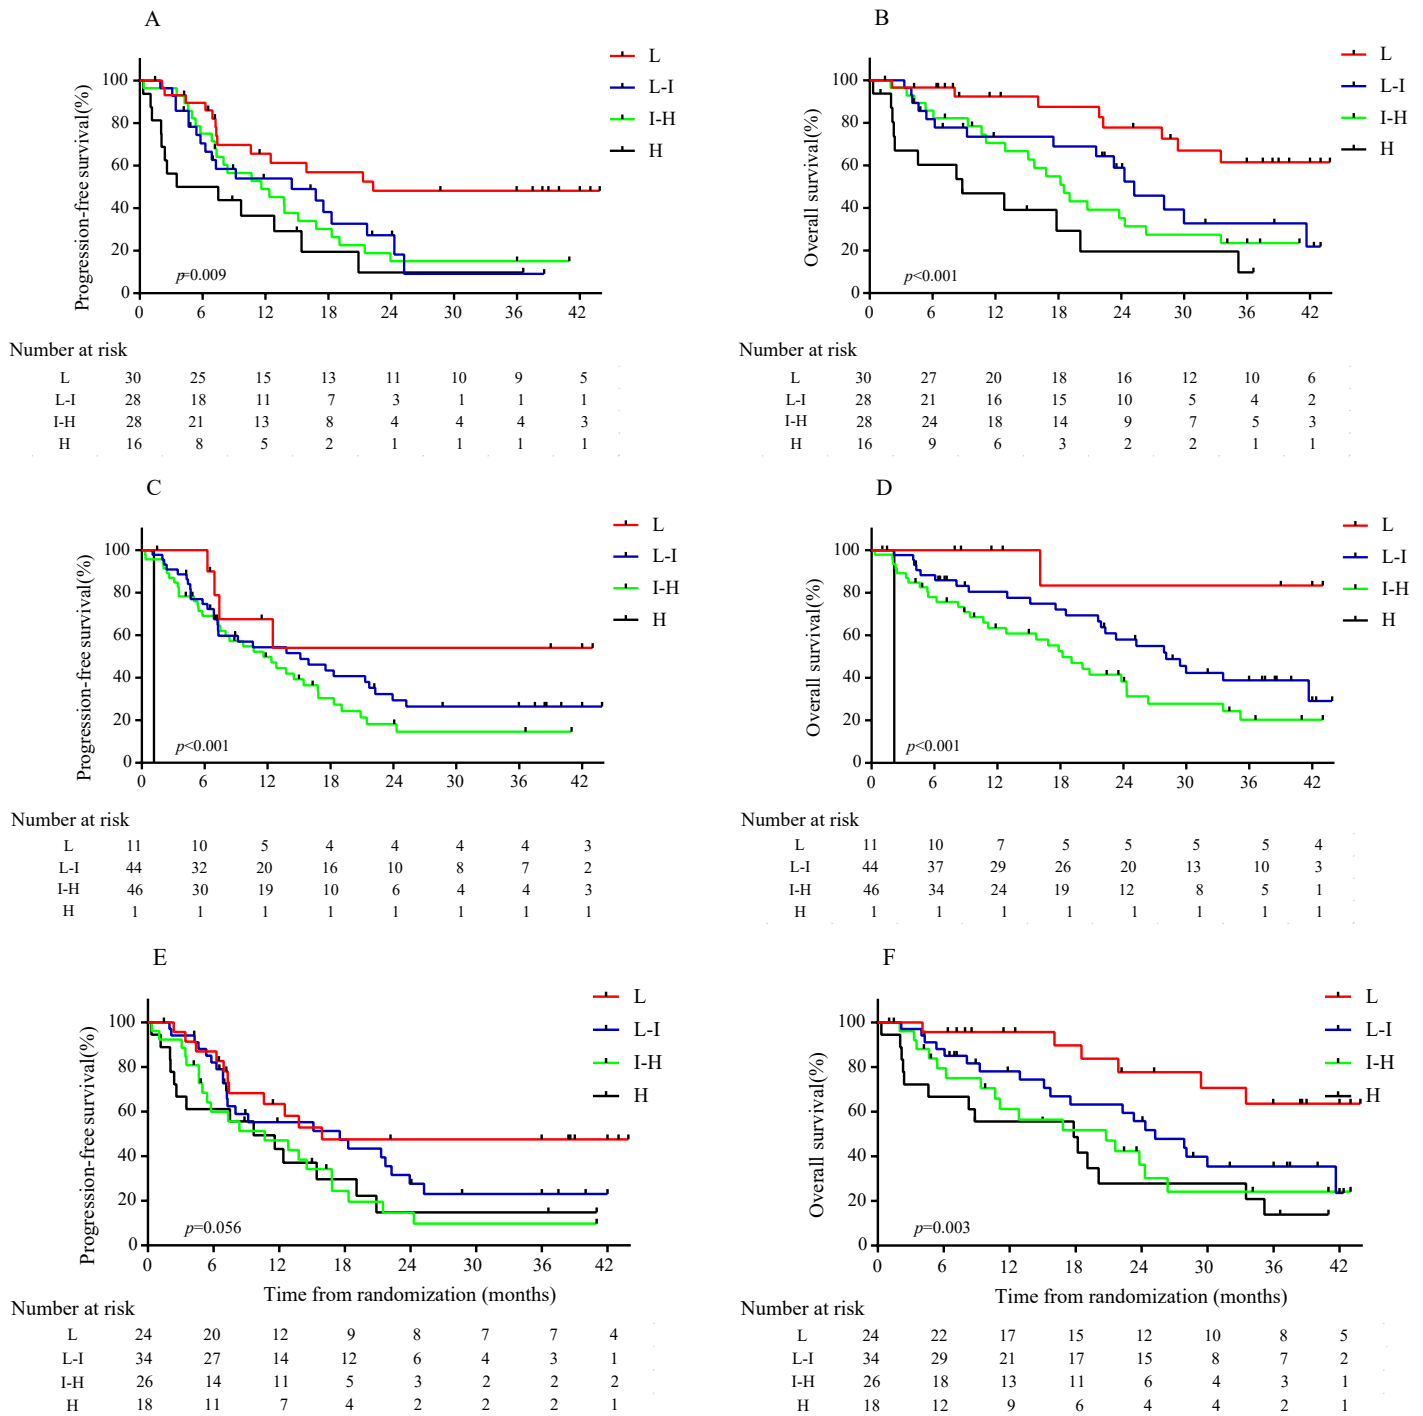 A
Progression-free survival(%)
100
80
60
40
20
0
0 6 12 18 24 30 36 42
p=0.009
L
L-I
I-H
H
Number at risk
L 30 25 15 13 11 10 9 5
L-I 28 18 11 7 3 1 1 1
I-H 28 21 13 8 4 4 4 3
H 16 8 5 2 1 1 1 1
B
Overall survival(%)
100
80
60
40
20
0
0 6 12 18 24 30 36 42
p<0.001
L
L-I
I-H
H
Number at risk
L 30 27 20 18 16 12 10 6
L-I 28 21 16 15 10 5 4 2
I-H 28 24 18 14 9 7 5 3
H 16 9 6 3 2 2 1 1
C
Progression-free survival(%)
100
80
60
40
20
0
0 6 12 18 24 30 36 42
p<0.001
L
L-I
I-H
H
Number at risk
L 11 10 5 4 4 4 4 3
L-I 44 32 20 16 10 8 7 2
I-H 46 30 19 10 6 4 4 3
H 1 1 1 1 1 1 1 1
D
Overall survival(%)
100
80
60
40
20
0
0 6 12 18 24 30 36 42
p<0.001
L
L-I
I-H
H
Number at risk
L 11 10 7 5 5 5 5 4
L-I 44 37 29 26 20 13 10 3
I-H 46 34 24 19 12 8 5 1
H 1 1 1 1 1 1 1 1
E
Progression-free survival(%)
100
80
60
40
20
0
0 6 12 18 24 30 36 42
p=0.056
L
L-I
I-H
H
Time from randomization (months)
Number at risk
L 24 20 12 9 8 7 7 4
L-I 34 27 14 12 6 4 3 1
I-H 26 14 11 5 3 2 2 2
H 18 11 7 4 2 2 2 1
F
Overall survival(%)
100
80
60
40
20
0
0 6 12 18 24 30 36 42
p=0.003
L
L-I
I-H
H
Time from randomization (months)
Number at risk
L 24 22 17 15 12 10 8 5
L-I 34 29 21 17 15 8 7 2
I-H 26 18 13 11 6 4 3 1
H 18 12 9 6 4 4 2 1